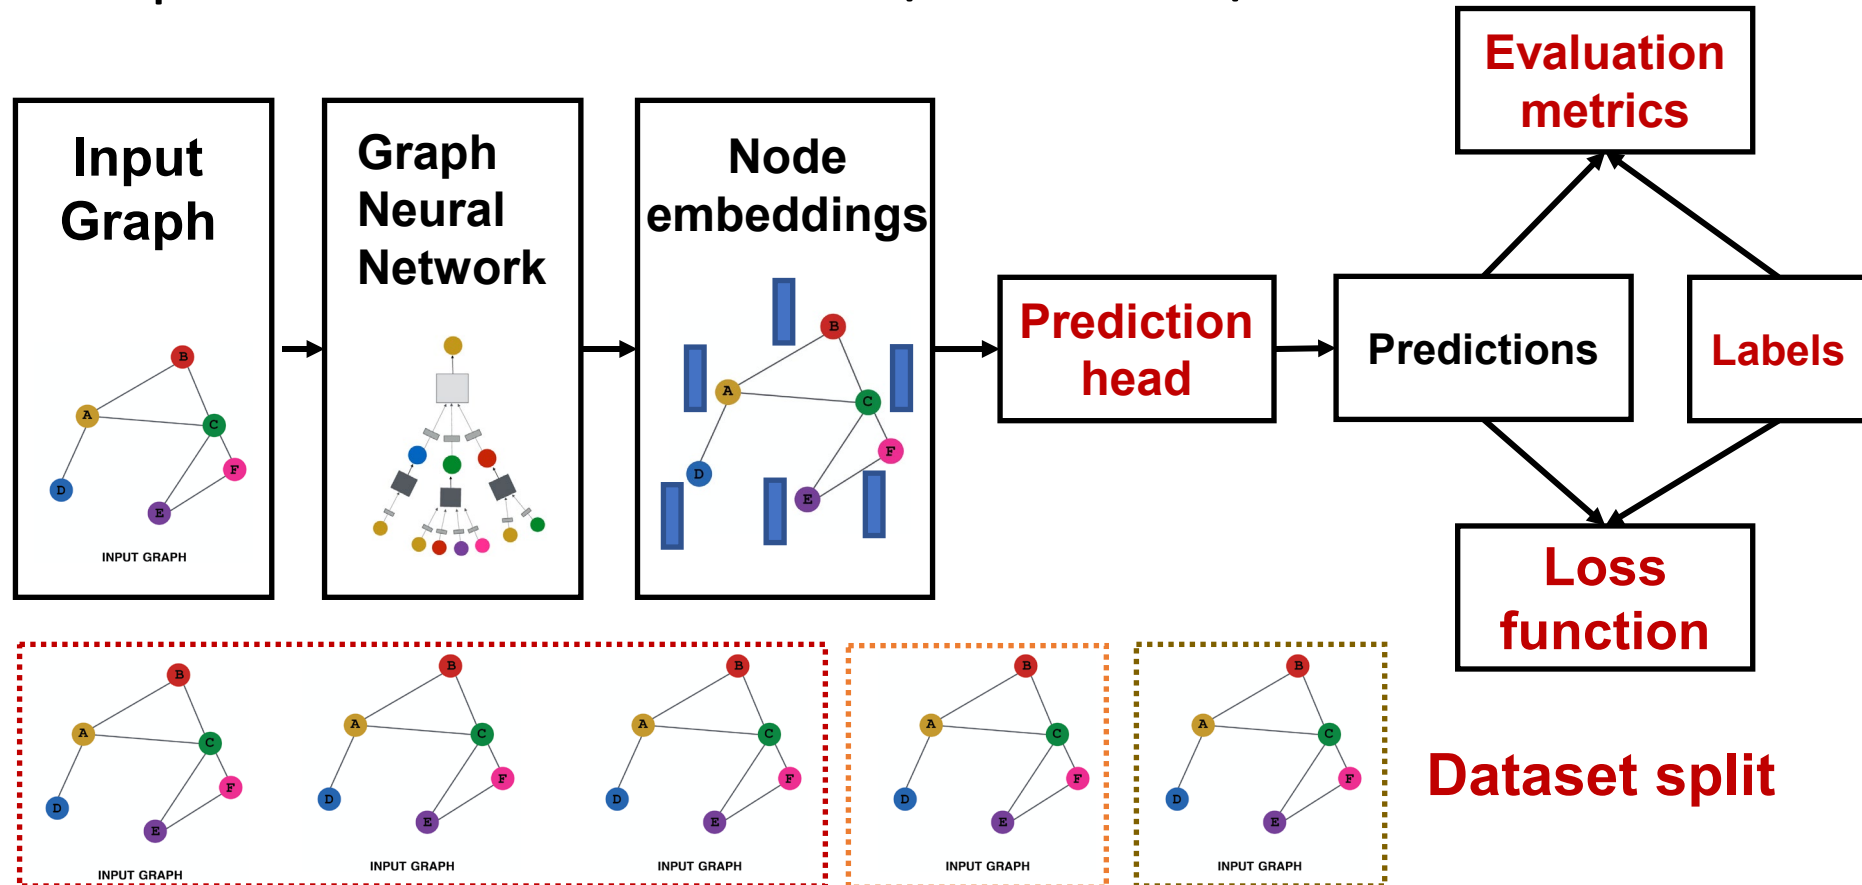 Evaluation
metrics
Input
Graph
Graph
Neural
Network
Node
embeddings
B
A
C
F
D
E
INPUT GRAPH
B
A
C
F
D
E
Prediction
head
Predictions
Labels
Loss
function
B
A
C
F
D
E
INPUT GRAPH
B
A
C
F
D
E
INPUT GRAPH
B
A
C
F
D
E
INPUT GRAPH
B
A
C
F
D
E
INPUT GRAPH
B
A
C
F
D
E
INPUT GRAPH
Dataset split